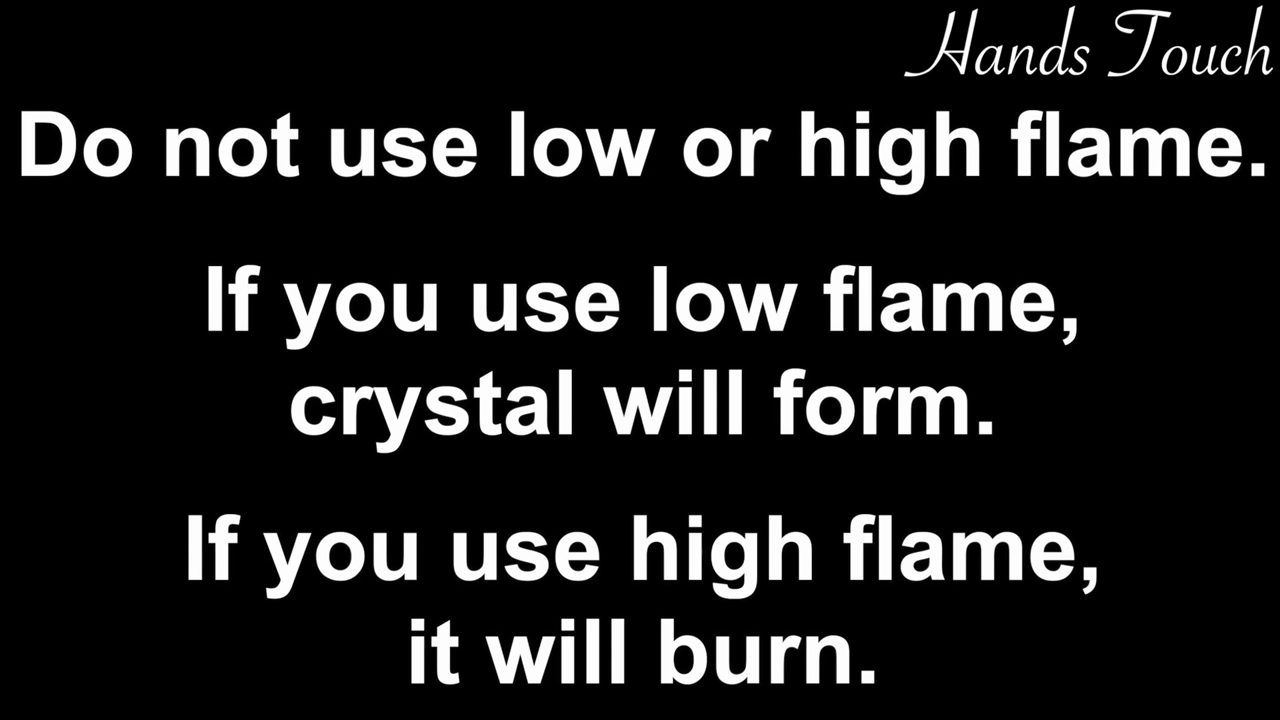 Hands Touch
Do not use low or high flame.
If you use low flame,
crystal will form.
If you use high flame,
it will burn.